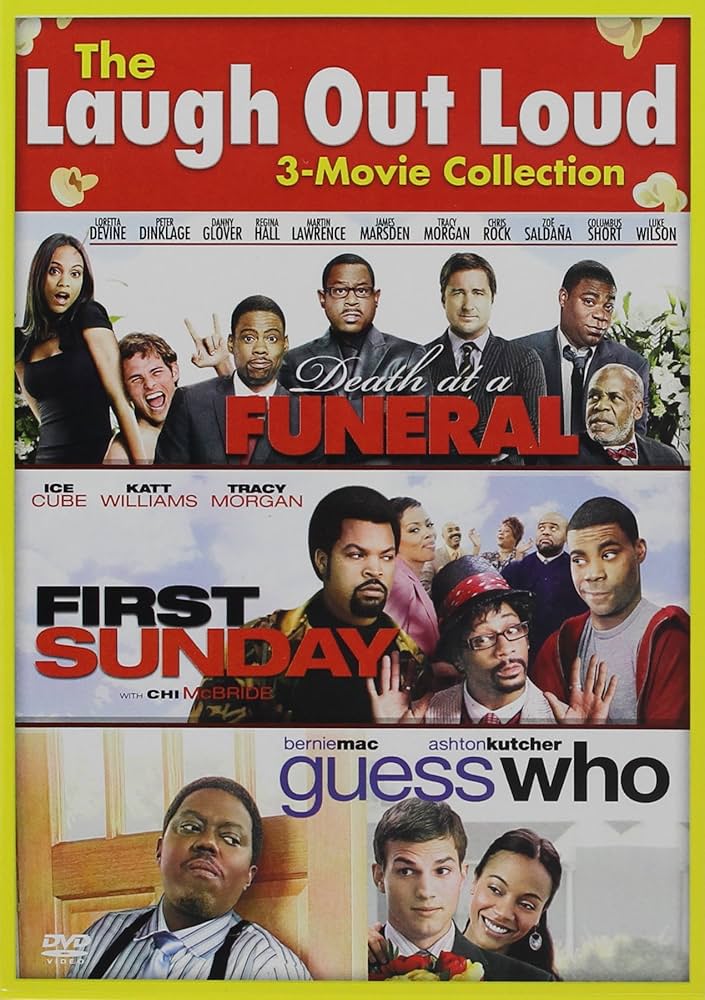 The
Laugh Out Loud
3-Movie Collection
LORETTA DEVINE PETER DINKLAGE DANNY GLOVER REGINA HALL MARTIN LAWRENCE JAMES MARSDEN TRACY MORGAN CHRIS ROCK ZOË SALDAÑA COLUMBUS SHORT LUKE WILSON
Death at a
FUNERAL
ICE CUBE KATT WILLIAMS TRACY MORGAN
FIRST
SUNDAY
WITH CHI McBRIDE
berniemac ashtonkutcher
guess who
DVD
VIDEO